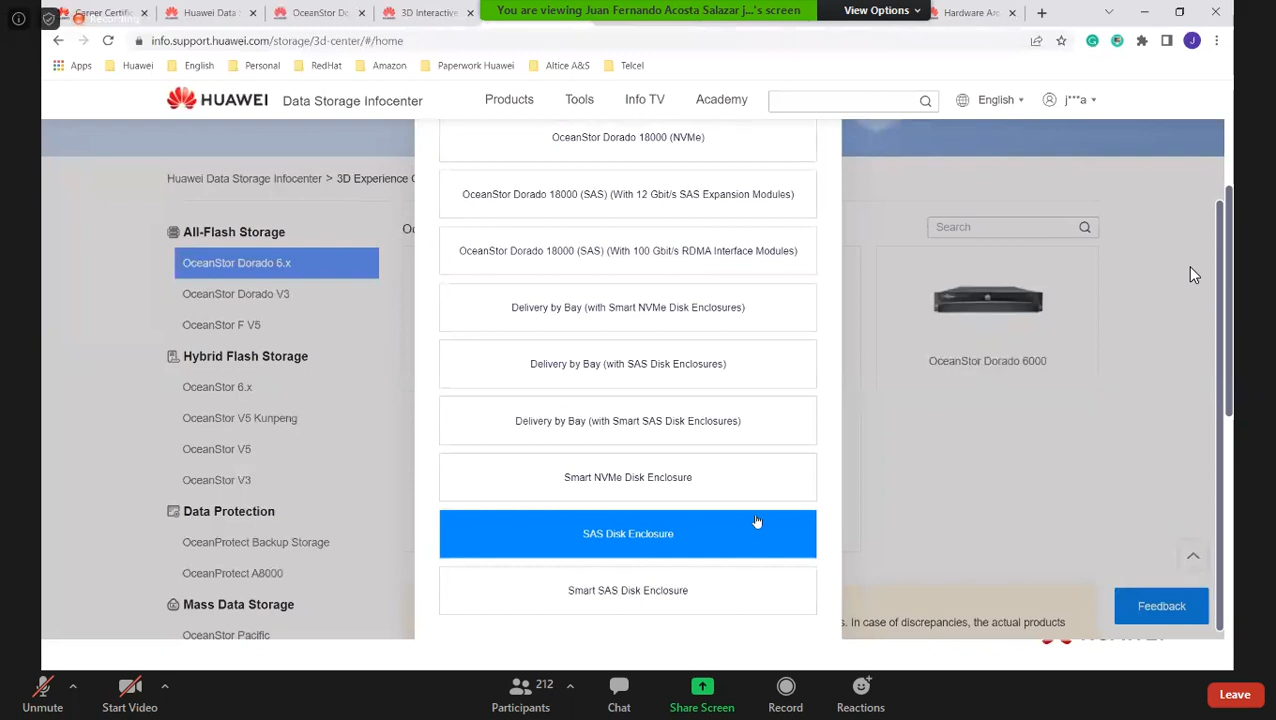 Recording
Career Certific
Huawei Data
OceanStor Do
3D Interactive
You are viewing Juan Fernando Acosta Salazar j...'s screen
View Options
Hardware Arc
info.support.huawei.com/storage/3d-center/#/home
J
Apps Huawei English Personal RedHat Amazon Paperwork Huawei Altice A&S Telcel
HUAWEI Data Storage Infocenter Products Tools Info TV Academy English j***a
OceanStor Dorado 18000 (NVMe)
Huawei Data Storage Infocenter > 3D Experience C
OceanStor Dorado 18000 (SAS) (With 12 Gbit/s SAS Expansion Modules)
All-Flash Storage
Oc
Search
OceanStor Dorado 18000 (SAS) (With 100 Gbit/s RDMA Interface Modules)
OceanStor Dorado 6.x
OceanStor Dorado V3
Delivery by Bay (with Smart NVMe Disk Enclosures)
OceanStor F V5
Hybrid Flash Storage
Delivery by Bay (with SAS Disk Enclosures)
OceanStor Dorado 6000
OceanStor 6.x
OceanStor V5 Kunpeng
Delivery by Bay (with Smart SAS Disk Enclosures)
OceanStor V5
OceanStor V3
Smart NVMe Disk Enclosure
Data Protection
SAS Disk Enclosure
OceanProtect Backup Storage
OceanProtect A8000
Smart SAS Disk Enclosure
Mass Data Storage
Feedback
s. In case of discrepancies, the actual products
OceanStor Pacific
Unmute
Start Video
212
Participants
Chat
Share Screen
Record
Reactions
Leave